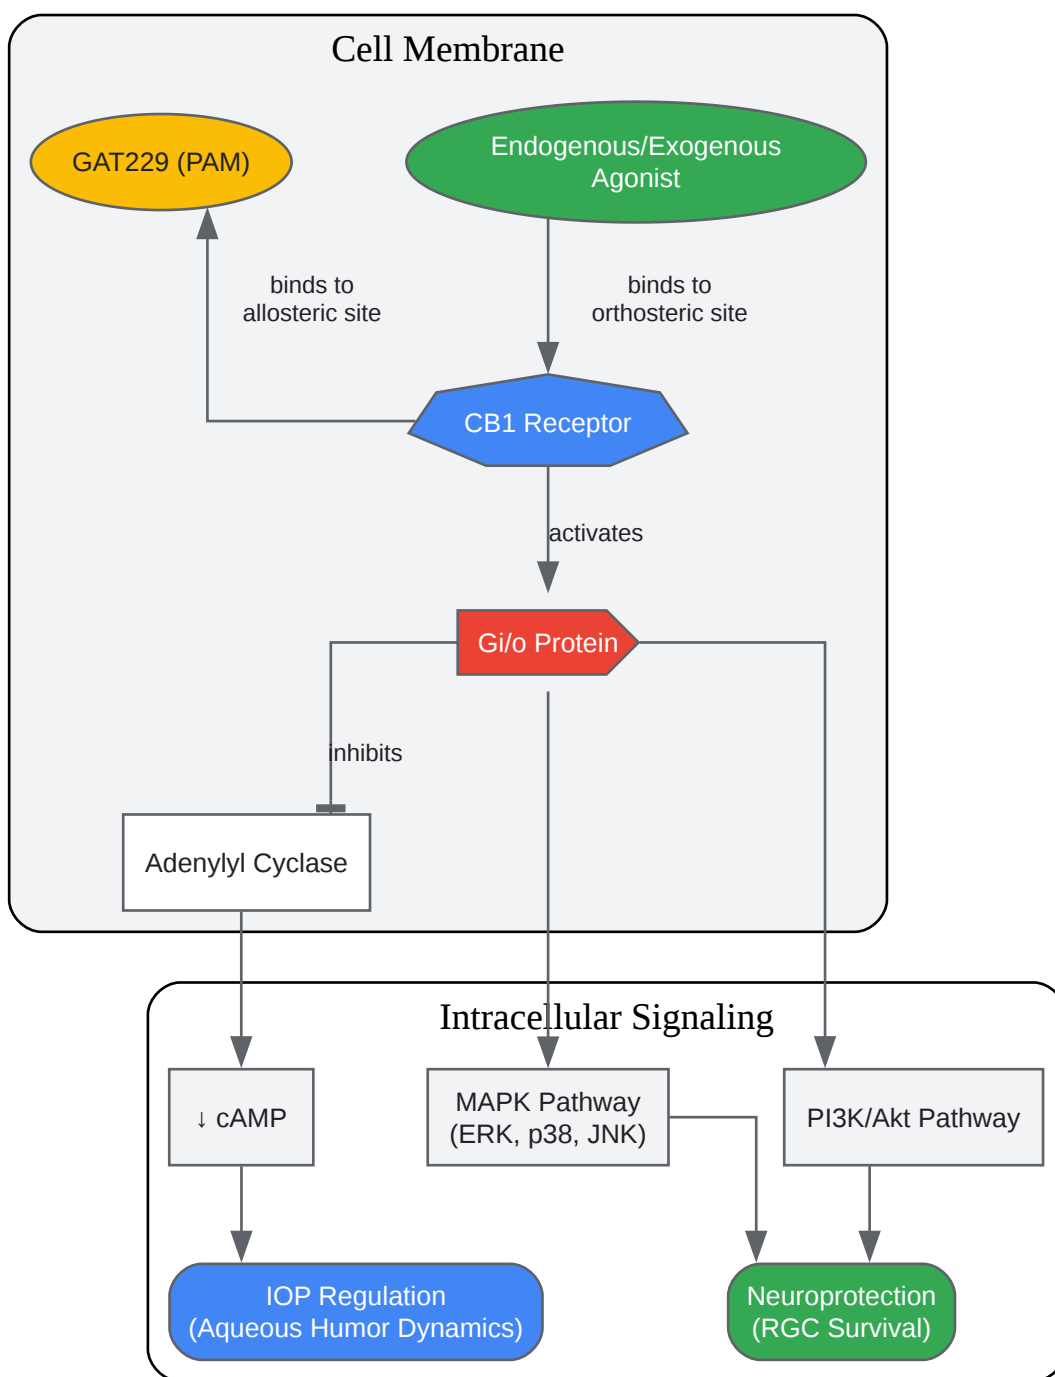 Cell Membrane
GAT229 (PAM)
Endogenous/Exogenous
Agonist
binds to
allosteric site
binds to
orthosteric site
CB1 Receptor
activates
Gi/o Protein
inhibits
Adenylyl Cyclase
Intracellular Signaling
↓ cAMP
MAPK Pathway
(ERK, p38, JNK)
PI3K/Akt Pathway
IOP Regulation
(Aqueous Humor Dynamics)
Neuroprotection
(RGC Survival)